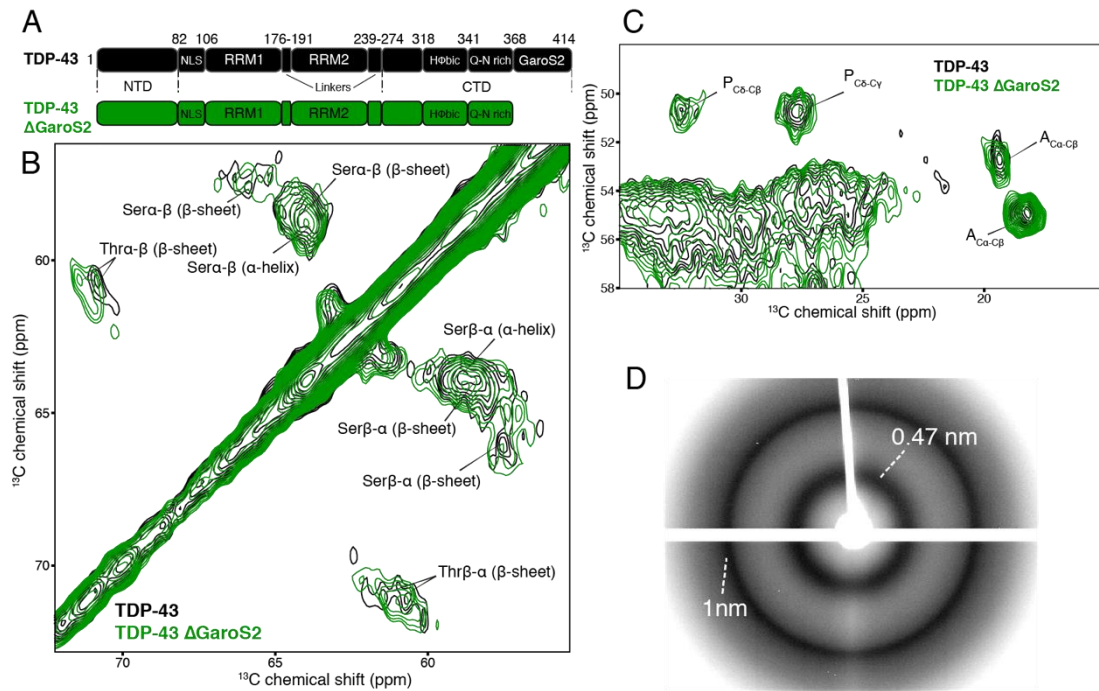 A
82 106 176-191 239-274 318 341 368 414
TDP-43 1 NLS RRM1 RRM2 HΦbic Q-N rich GaroS2
NTD Linkers CTD
TDP-43
ΔGaroS2
NLS RRM1 RRM2 HΦbic Q-N rich
B
Serα-β (β-sheet)
Serα-β (β-sheet)
Thrα-β (β-sheet)
Serα-β (α-helix)
Serβ-α (α-helix)
Serβ-α (β-sheet)
Serβ-α (β-sheet)
Thrβ-α (β-sheet)
TDP-43
TDP-43 ΔGaroS2
60
65
70
¹³C chemical shift (ppm)
70 65 60
¹³C chemical shift (ppm)
C
TDP-43
TDP-43 ΔGaroS2
P Cδ-Cβ
P Cδ-Cγ
A Cα-Cβ
A Cα-Cβ
50
52
54
56
58
¹³C chemical shift (ppm)
30 25 20
¹³C chemical shift (ppm)
D
0.47 nm
1nm